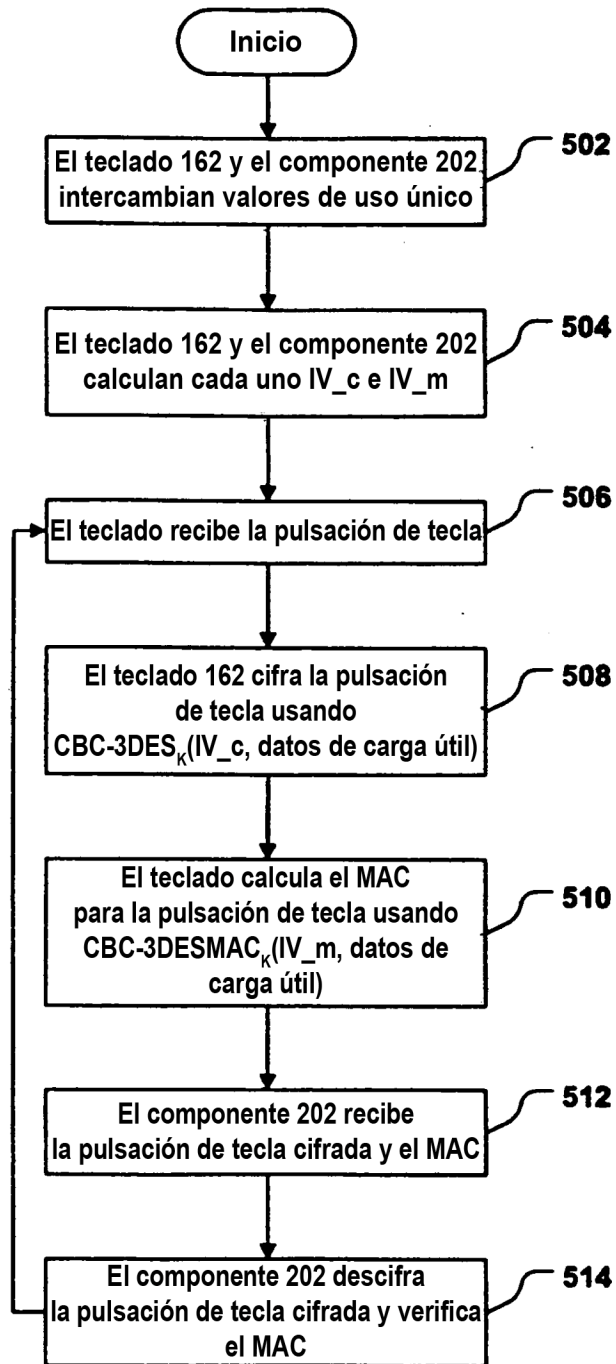 Inicio
502
El teclado 162 y el componente 202
intercambian valores de uso único
504
El teclado 162 y el componente 202
calculan cada uno IV_c e IV_m
506
El teclado recibe la pulsación de tecla
508
El teclado 162 cifra la pulsación
de tecla usando
CBC-3DES_K(IV_c, datos de carga útil)
510
El teclado calcula el MAC
para la pulsación de tecla usando
CBC-3DESMAC_K(IV_m, datos de
carga útil)
512
El componente 202 recibe
la pulsación de tecla cifrada y el MAC
514
El componente 202 descifra
la pulsación de tecla cifrada y verifica
el MAC